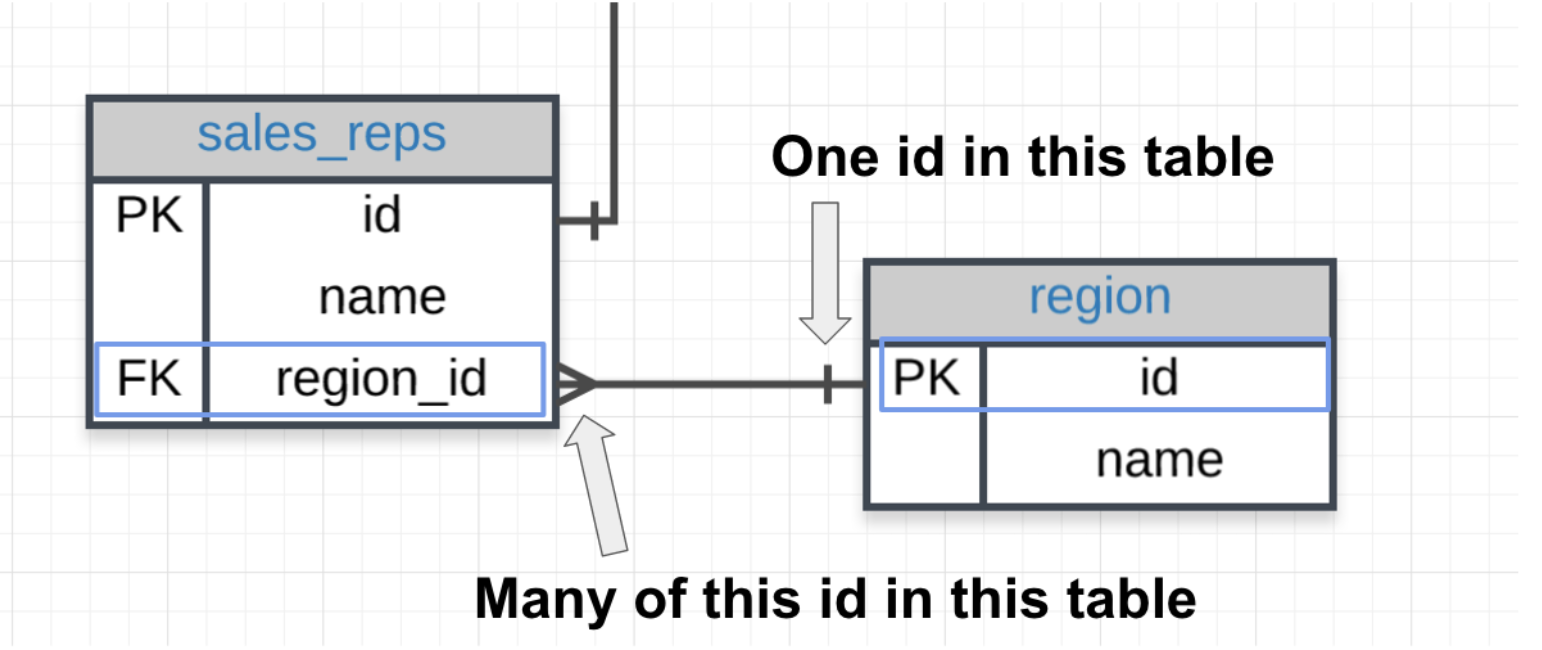 sales_reps
PK id
name
FK region_id
One id in this table
region
PK id
name
Many of this id in this table